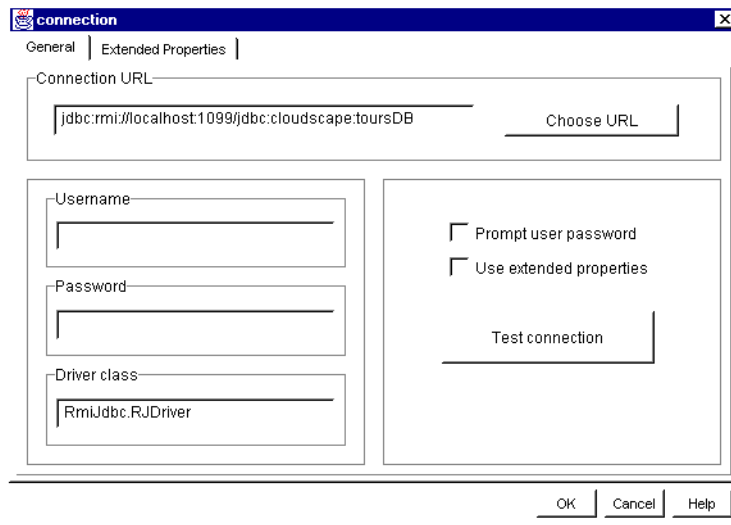 connection
General
Extended Properties
Connection URL
jdbc:rmi://localhost:1099/jdbc:cloudscape:toursDB
Choose URL
Username
Password
Driver class
RmiJdbc.RJDriver
Prompt user password
Use extended properties
Test connection
OK
Cancel
Help